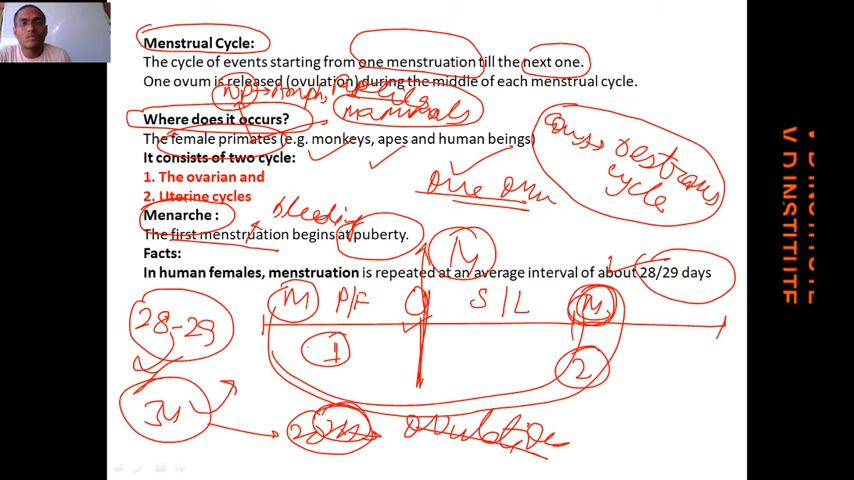 Menstrual Cycle:
The cycle of events starting from one menstruation till the next one.
One ovum is released (ovulation) during the middle of each menstrual cycle.
mammals
Where does it occurs?
The female primates (e.g. monkeys, apes and human beings)
It consists of two cycle:
1. The ovarian and
2. Uterine cycles
one ovum
cycle
bleeding
Menarche :
The first menstruation begins at puberty.
M
Facts:
In human females, menstruation is repeated at an average interval of about 28/29 days
M P/F O S/L M
28-29
1
2
ovulation
V D INSTITUTE